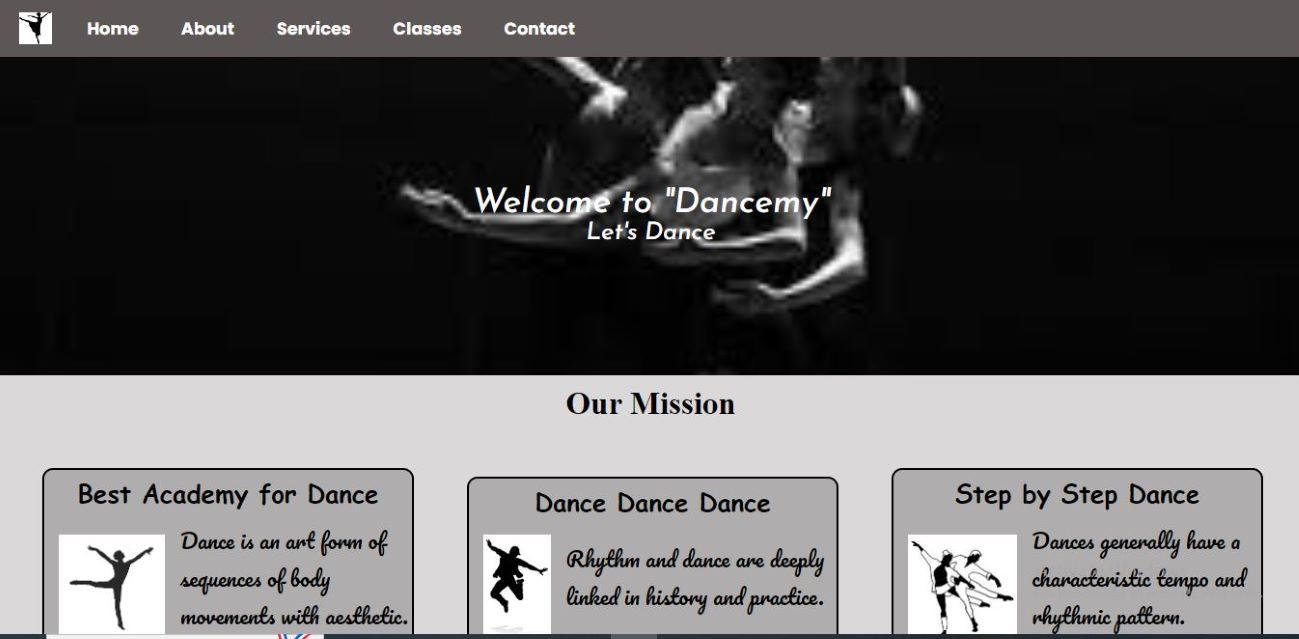 Home About Services Classes Contact
Welcome to "Dancemy"
Let's Dance
Our Mission
Best Academy for Dance
Dance is an art form of
sequences of body
movements with aesthetic.
Dance Dance Dance
Rhythm and dance are deeply
linked in history and practice.
Step by Step Dance
Dances generally have a
characteristic tempo and
rhythmic pattern.